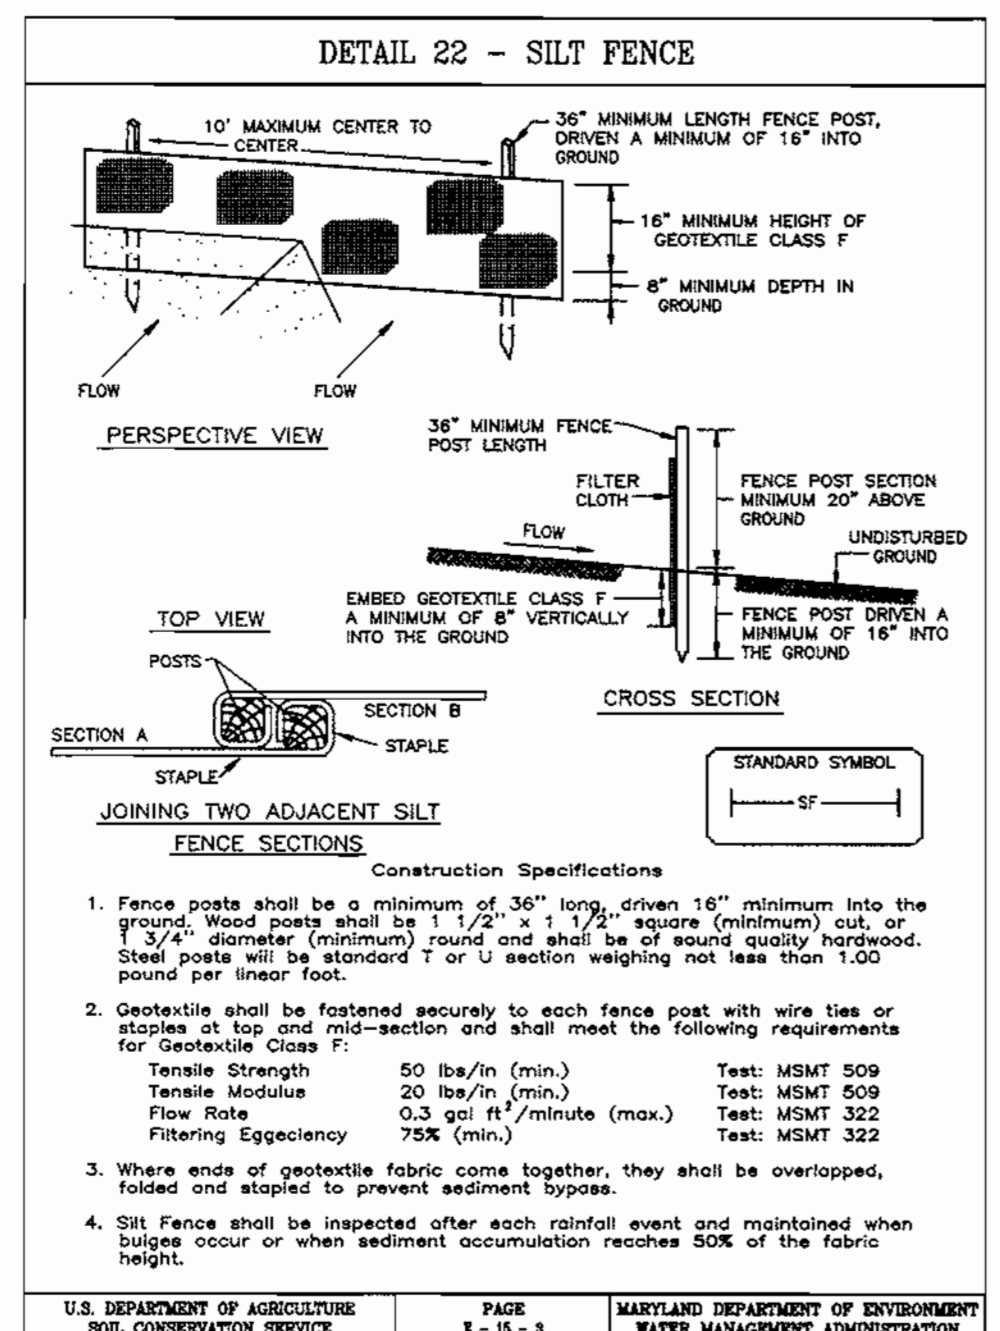 DETAIL 22 - SILT FENCE
10' MAXIMUM CENTER TO
CENTER
36" MINIMUM LENGTH FENCE POST,
DRIVEN A MINIMUM OF 16" INTO
GROUND
16" MINIMUM HEIGHT OF
GEOTEXTILE CLASS F
8" MINIMUM DEPTH IN
GROUND
FLOW
FLOW
PERSPECTIVE VIEW
36" MINIMUM FENCE
POST LENGTH
FILTER
CLOTH
FENCE POST SECTION
MINIMUM 20" ABOVE
GROUND
FLOW
UNDISTURBED
GROUND
EMBED GEOTEXTILE CLASS F
A MINIMUM OF 8" VERTICALLY
INTO THE GROUND
FENCE POST DRIVEN A
MINIMUM OF 16" INTO
THE GROUND
CROSS SECTION
TOP VIEW
POSTS
SECTION B
SECTION A
STAPLE
STAPLE
JOINING TWO ADJACENT SILT
FENCE SECTIONS
STANDARD SYMBOL
SF
Construction Specifications
1. Fence posts shall be a minimum of 36" long, driven 16" minimum into the
ground. Wood posts shall be 1 1/2" x 1 1/2" square (minimum) cut, or
1 3/4" diameter (minimum) round and shall be of sound quality hardwood.
Steel posts will be standard T or U section weighing not less than 1.00
pound per linear foot.
2. Geotextile shall be fastened securely to each fence post with wire ties or
staples at top and mid-section and shall meet the following requirements
for Geotextile Class F:
Tensile Strength 50 lbs/in (min.) Test: MSMT 509
Tensile Modulus 20 lbs/in (min.) Test: MSMT 509
Flow Rate 0.3 gal ft²/minute (max.) Test: MSMT 322
Filtering Eggeciency 75% (min.) Test: MSMT 322
3. Where ends of geotextile fabric come together, they shall be overlapped,
folded and stapled to prevent sediment bypass.
4. Silt Fence shall be inspected after each rainfall event and maintained when
bulges occur or when sediment accumulation reaches 50% of the fabric
height.
U.S. DEPARTMENT OF AGRICULTURE
SOIL CONSERVATION SERVICE
PAGE
E - 15 - 3
MARYLAND DEPARTMENT OF ENVIRONMENT
WATER MANAGEMENT ADMINISTRATION